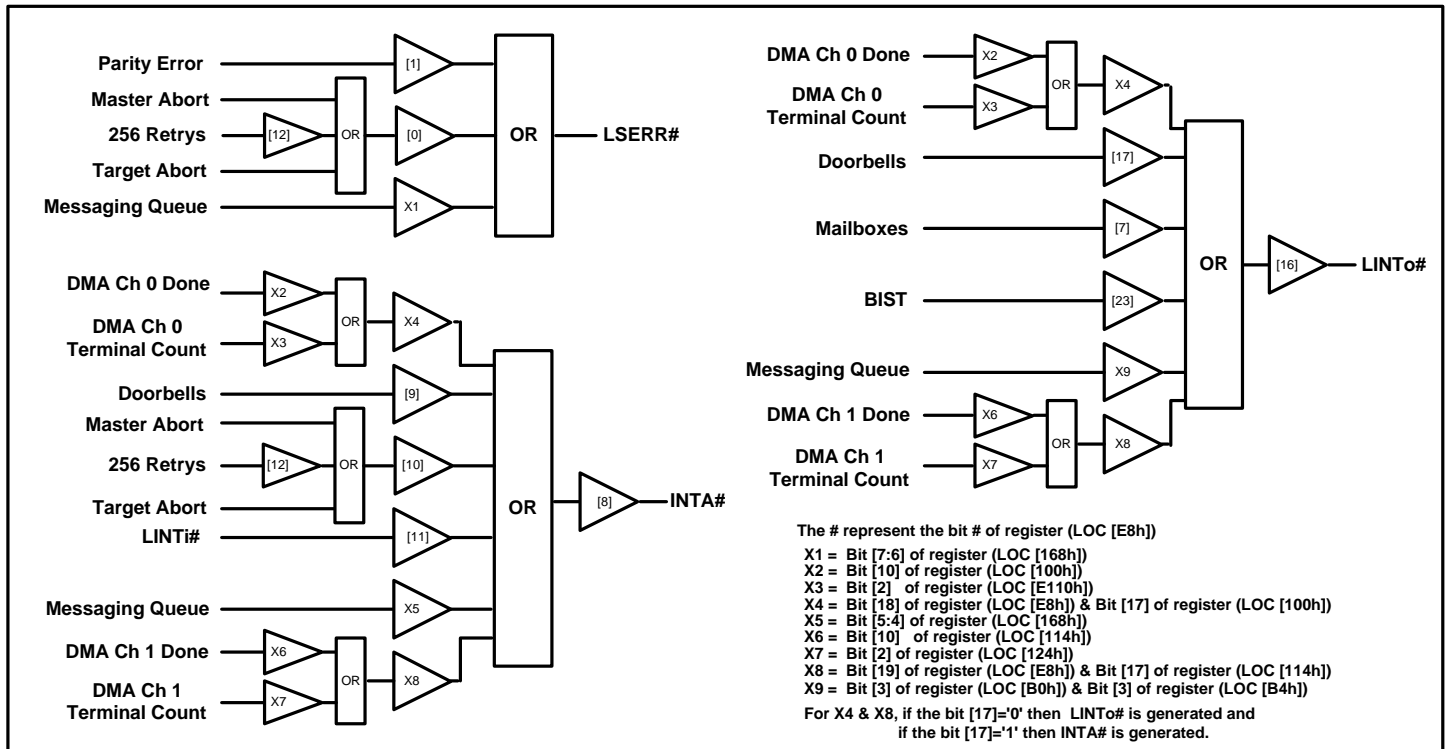 Parity Error
[1]
Master Abort
256 Retrys
[12]
OR
[0]
OR
LSERR#
Target Abort
Messaging Queue
X1
DMA Ch 0 Done
X2
DMA Ch 0
Terminal Count
X3
OR
X4
Doorbells
[9]
Master Abort
256 Retrys
[12]
OR
[10]
Target Abort
LINTi#
[11]
OR
[8]
INTA#
Messaging Queue
X5
DMA Ch 1 Done
X6
DMA Ch 1
Terminal Count
X7
OR
X8
DMA Ch 0 Done
X2
DMA Ch 0
Terminal Count
X3
OR
X4
Doorbells
[17]
Mailboxes
[7]
BIST
[23]
OR
[16]
LINTo#
Messaging Queue
X9
DMA Ch 1 Done
X6
DMA Ch 1
Terminal Count
X7
OR
X8
The # represent the bit # of register (LOC [E8h])
X1 = Bit [7:6] of register (LOC [168h])
X2 = Bit [10] of register (LOC [100h])
X3 = Bit [2] of register (LOC [E110h])
X4 = Bit [18] of register (LOC [E8h]) & Bit [17] of register (LOC [100h])
X5 = Bit [5:4] of register (LOC [168h])
X6 = Bit [10] of register (LOC [114h])
X7 = Bit [2] of register (LOC [124h])
X8 = Bit [19] of register (LOC [E8h]) & Bit [17] of register (LOC [114h])
X9 = Bit [3] of register (LOC [B0h]) & Bit [3] of register (LOC [B4h])
For X4 & X8, if the bit [17]='0' then LINTo# is generated and
if the bit [17]='1' then INTA# is generated.